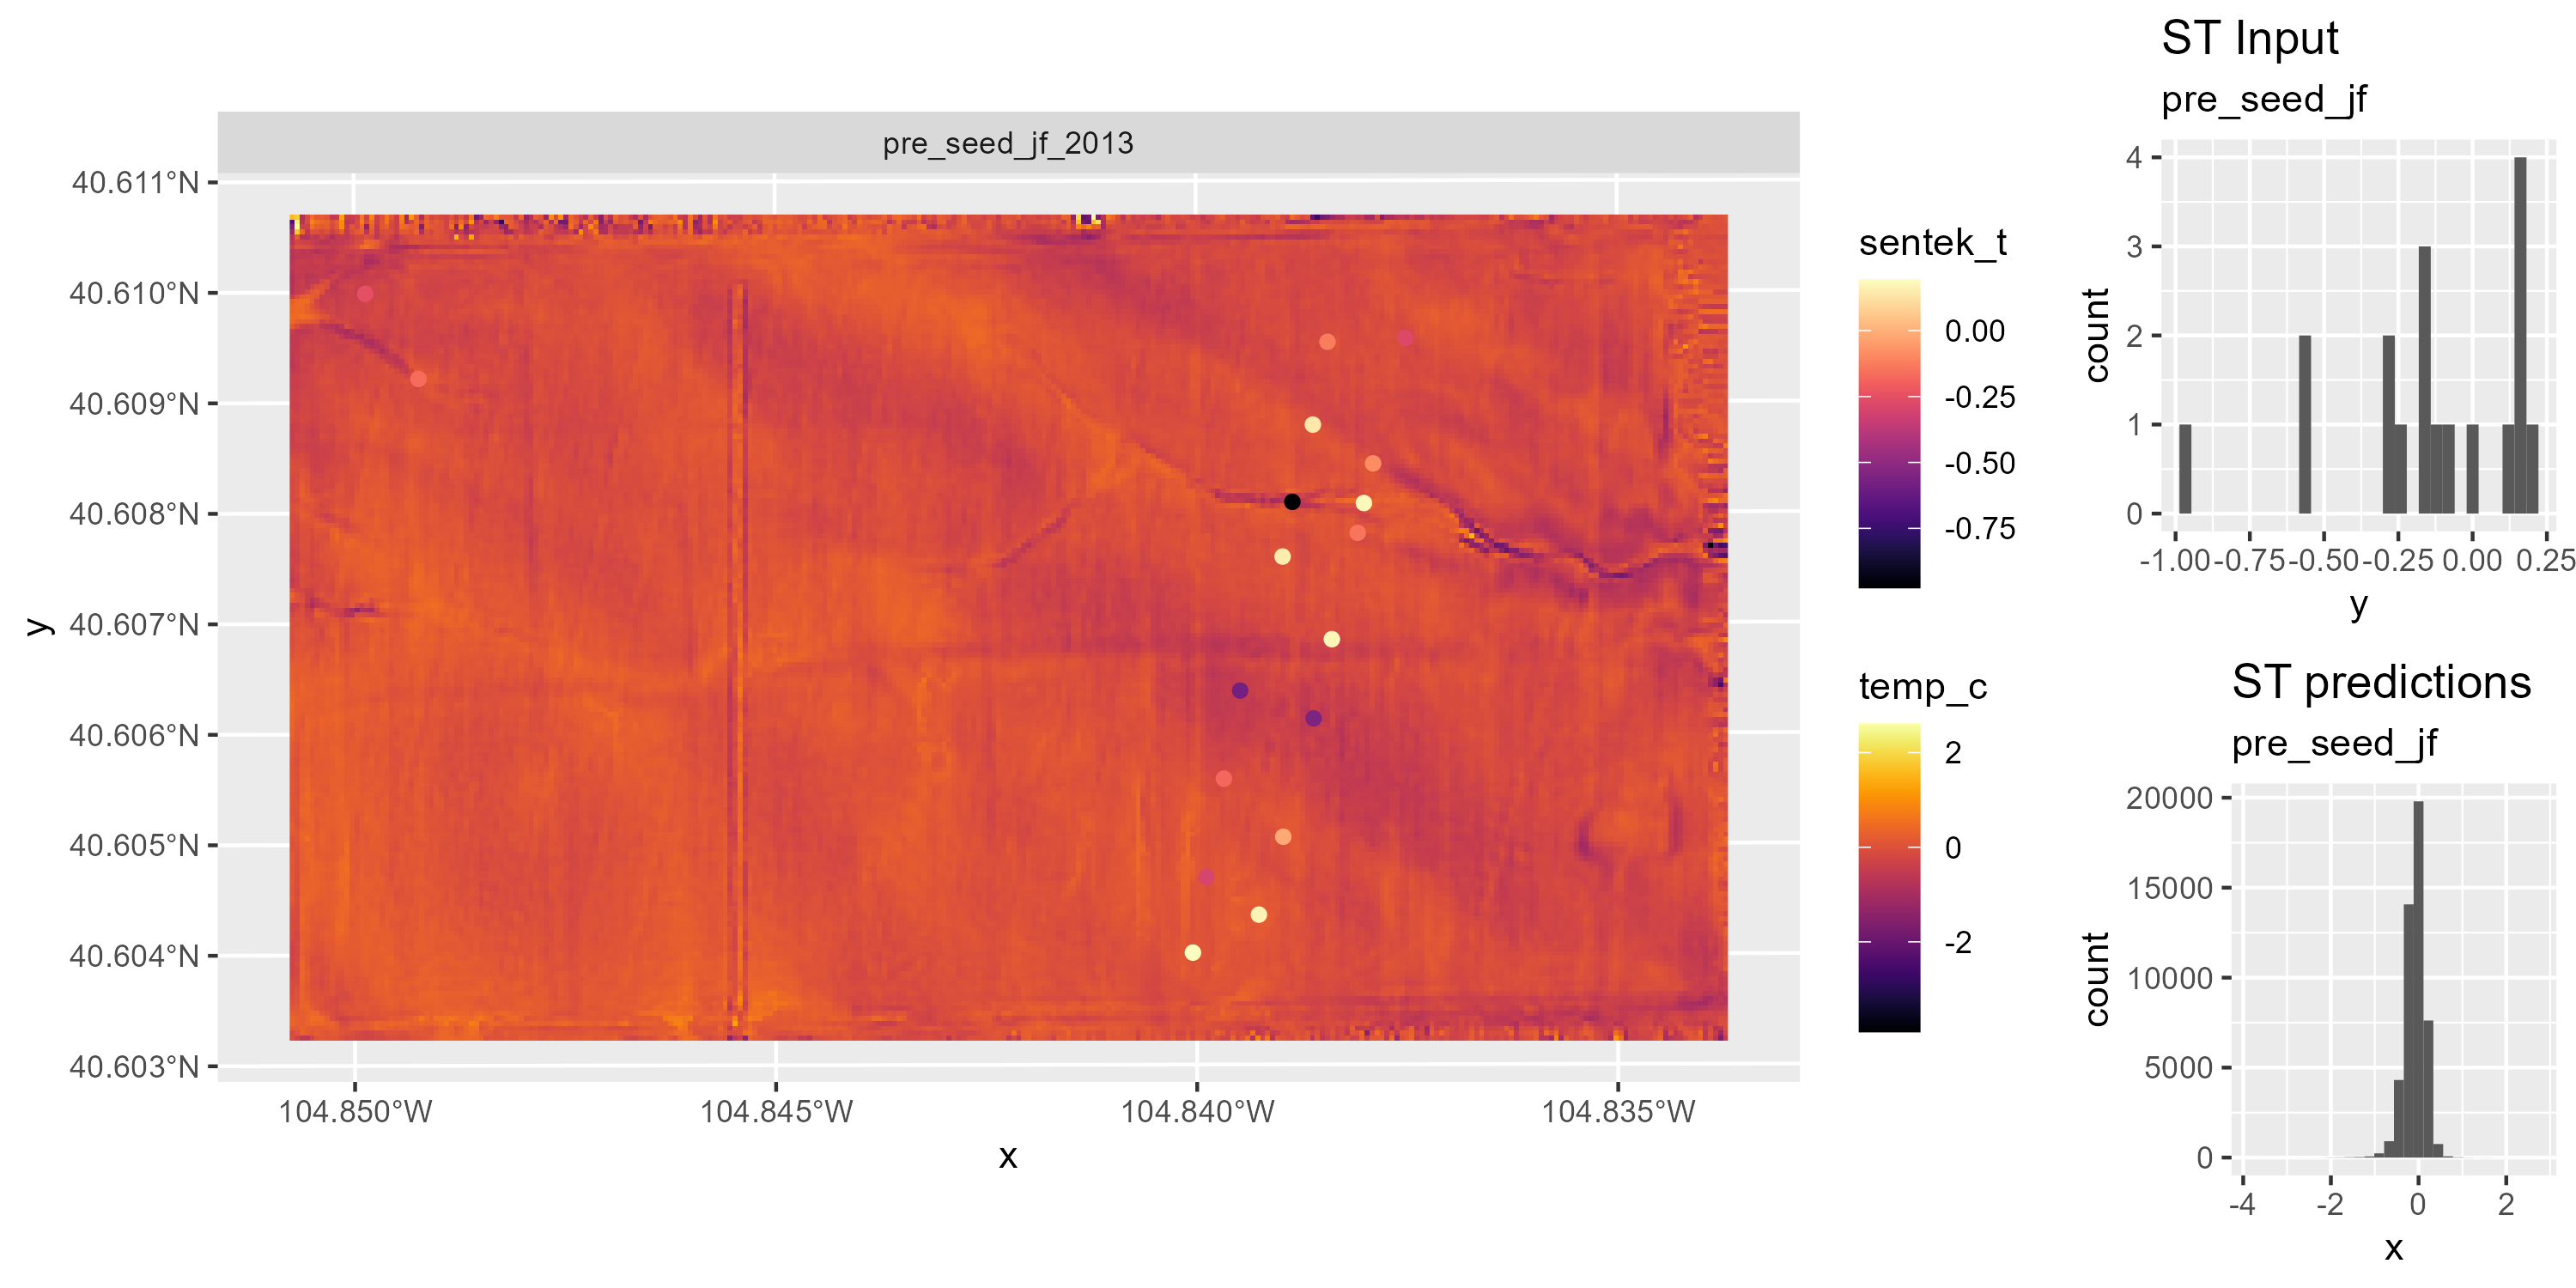 pre_seed_jf_2013
40.611°N
40.610°N
40.609°N
40.608°N
40.607°N
40.606°N
40.605°N
40.604°N
40.603°N
y
104.850°W
104.845°W
104.840°W
104.835°W
x
sentek_t
0.00
-0.25
-0.50
-0.75
temp_c
2
0
-2
ST Input
pre_seed_jf
4
3
2
1
0
count
-1.00
-0.75
-0.50
-0.25
0.00
0.25
y
ST predictions
pre_seed_jf
20000
15000
10000
5000
0
count
-4
-2
0
2
x